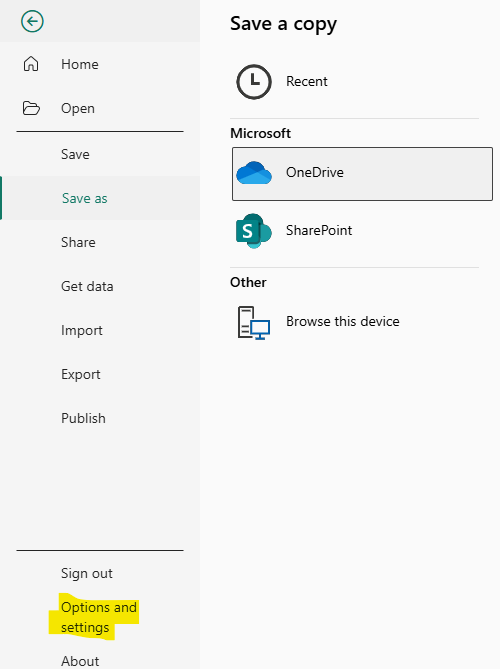 Home
Open
Save
Save as
Share
Get data
Import
Export
Publish
Sign out
Options and
settings
About
Save a copy
Recent
Microsoft
OneDrive
S
SharePoint
Other
Browse this device